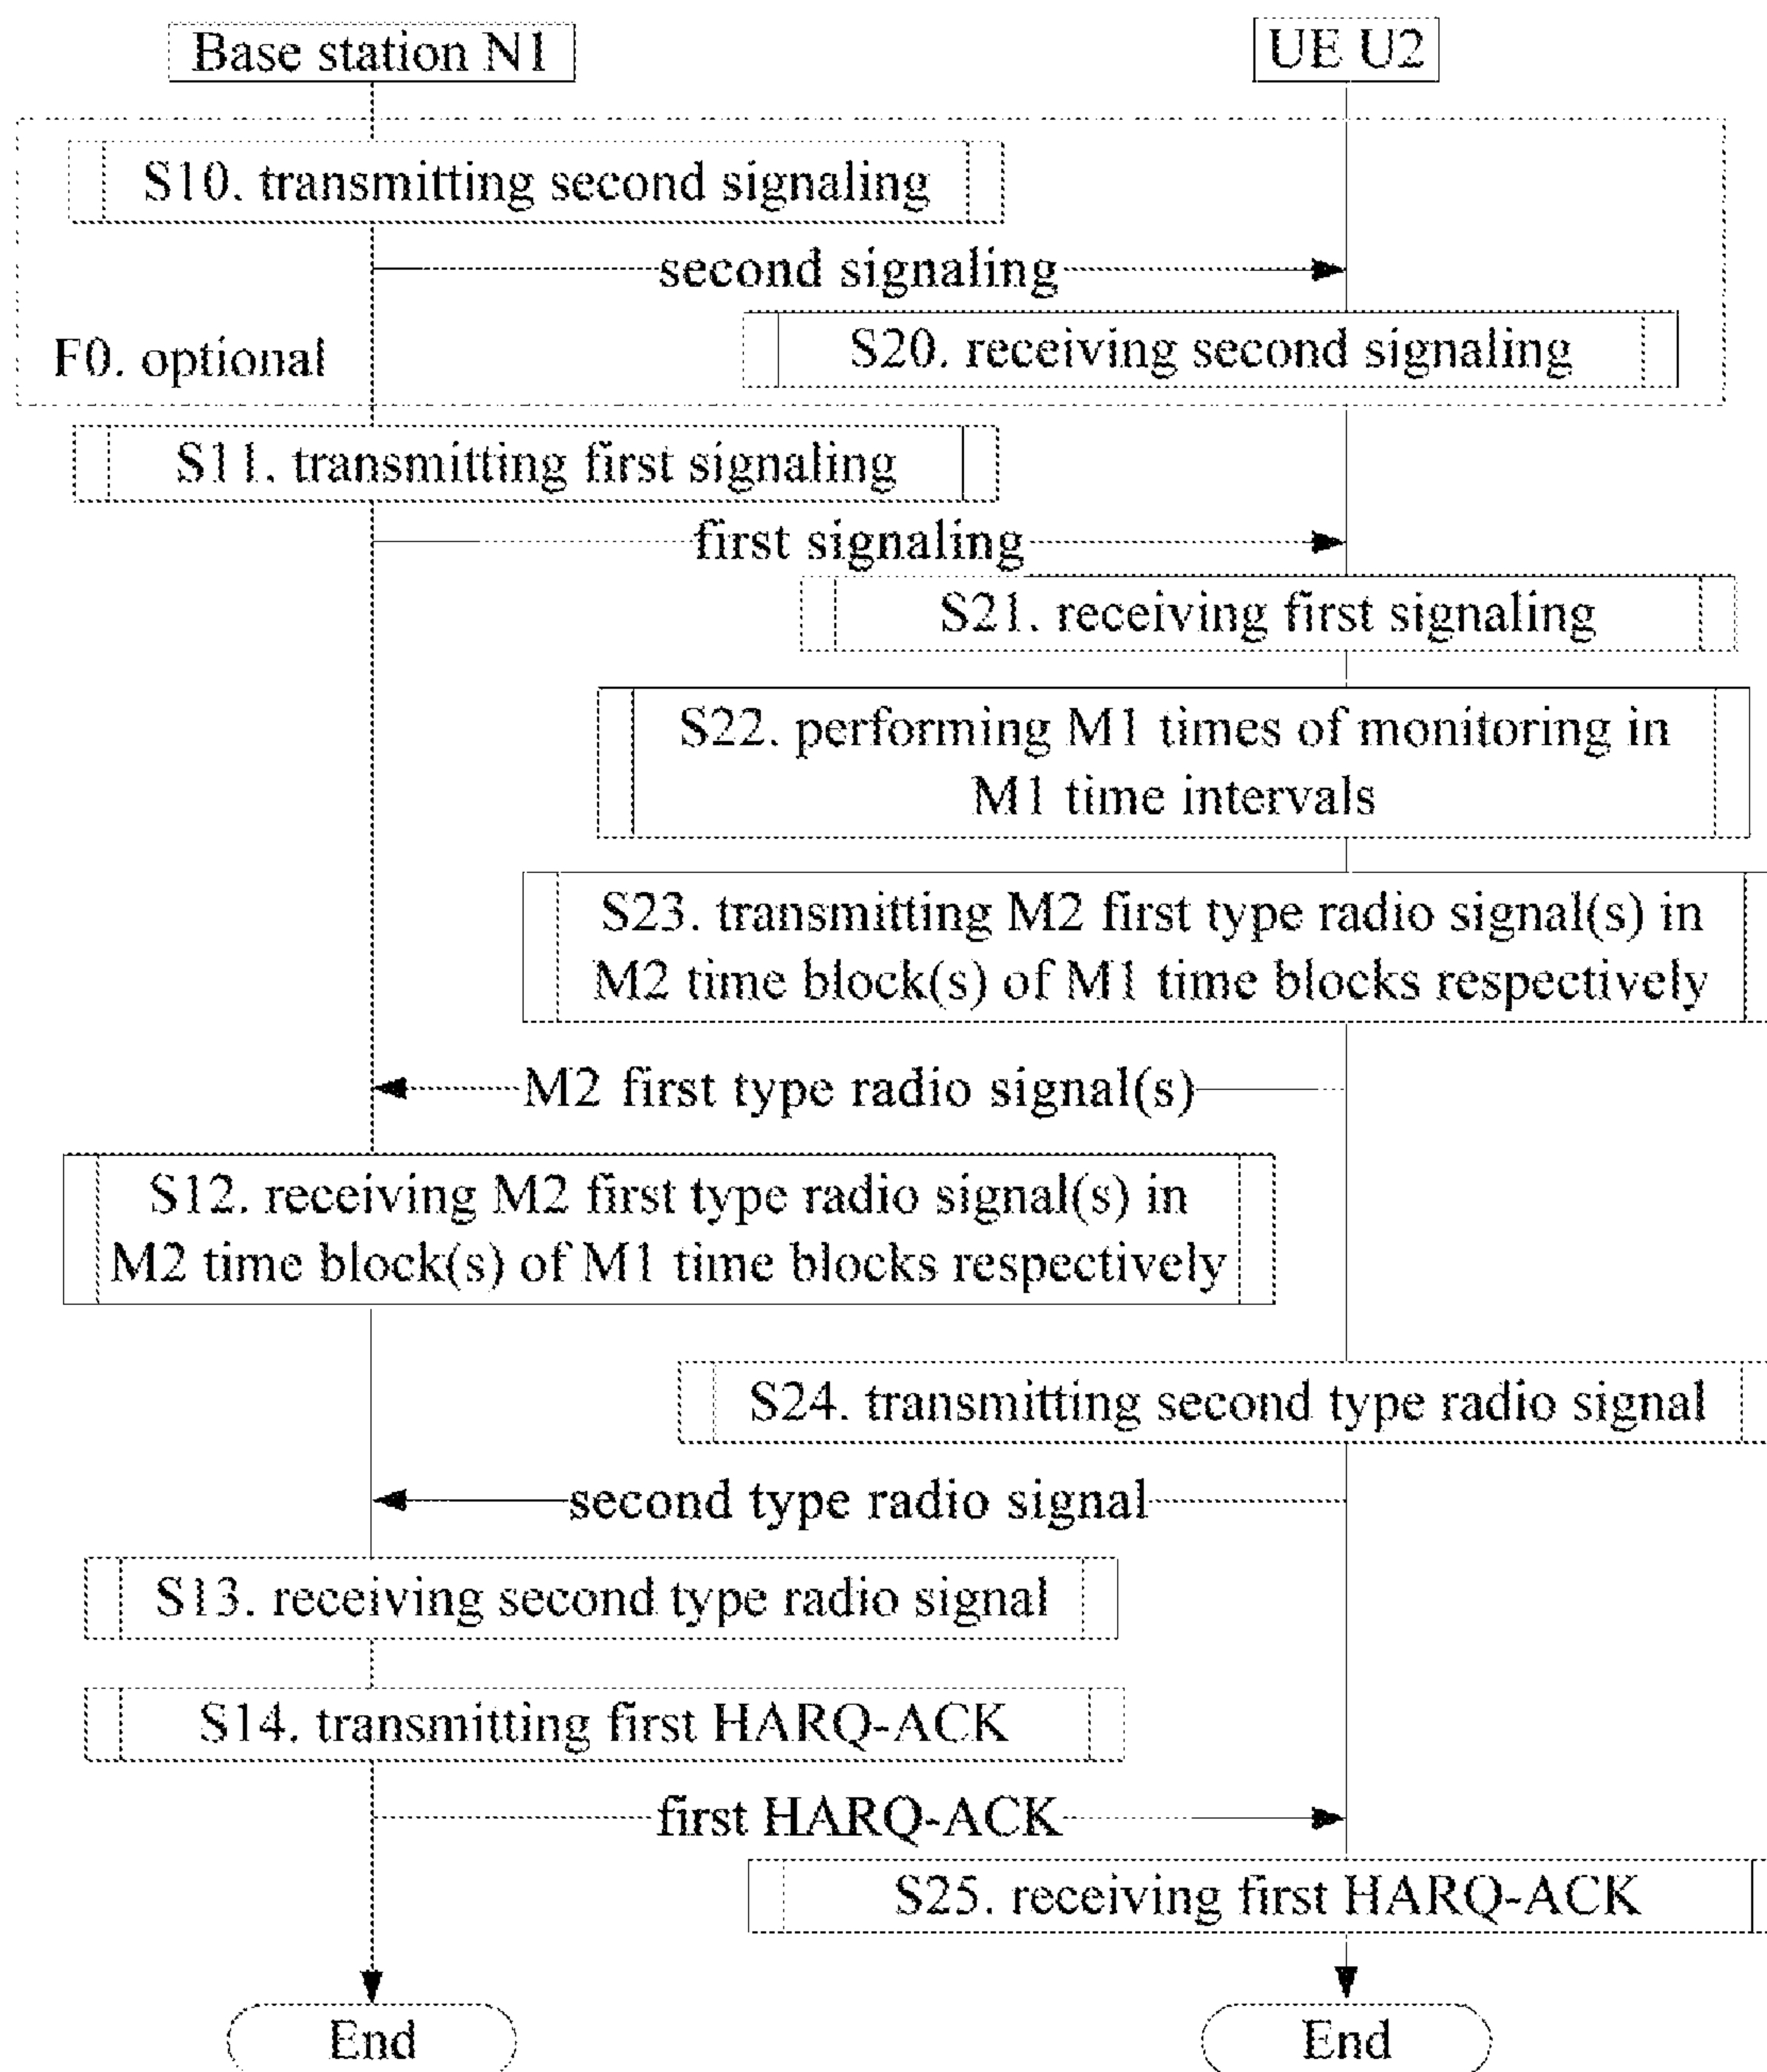 Base station N1
UE U2
S10. transmitting second signaling
second signaling
S20. receiving second signaling
F0. optional
S11. transmitting first signaling
first signaling
S21. receiving first signaling
S22. performing M1 times of monitoring in
M1 time intervals
S23. transmitting M2 first type radio signal(s) in
M2 time block(s) of M1 time blocks respectively
M2 first type radio signal(s)
S12. receiving M2 first type radio signal(s) in
M2 time block(s) of M1 time blocks respectively
S24. transmitting second type radio signal
second type radio signal
S13. receiving second type radio signal
S14. transmitting first HARQ-ACK
first HARQ-ACK
S25. receiving first HARQ-ACK
End
End